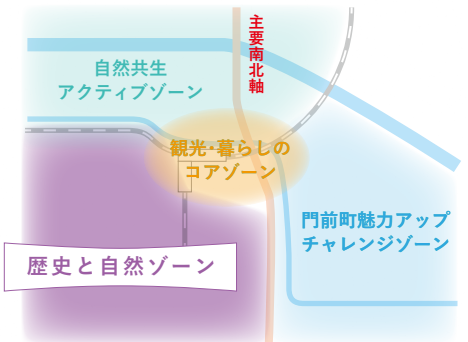 主要南北軸
自然共生
アクティブゾーン
観光・暮らしの
コアゾーン
門前町魅力アップ
チャレンジゾーン
歴史と自然ゾーン